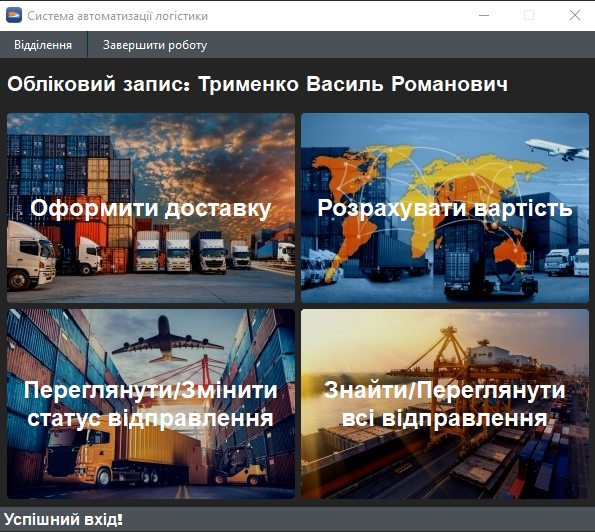 Система автоматизації логістики
Відділення
Завершити роботу
Обліковий запис: Трименко Василь Романович
Оформити доставку
Розрахувати вартість
Переглянути/Змінити
статус відправлення
Знайти/Переглянути
всі відправлення
Успішний вхід!